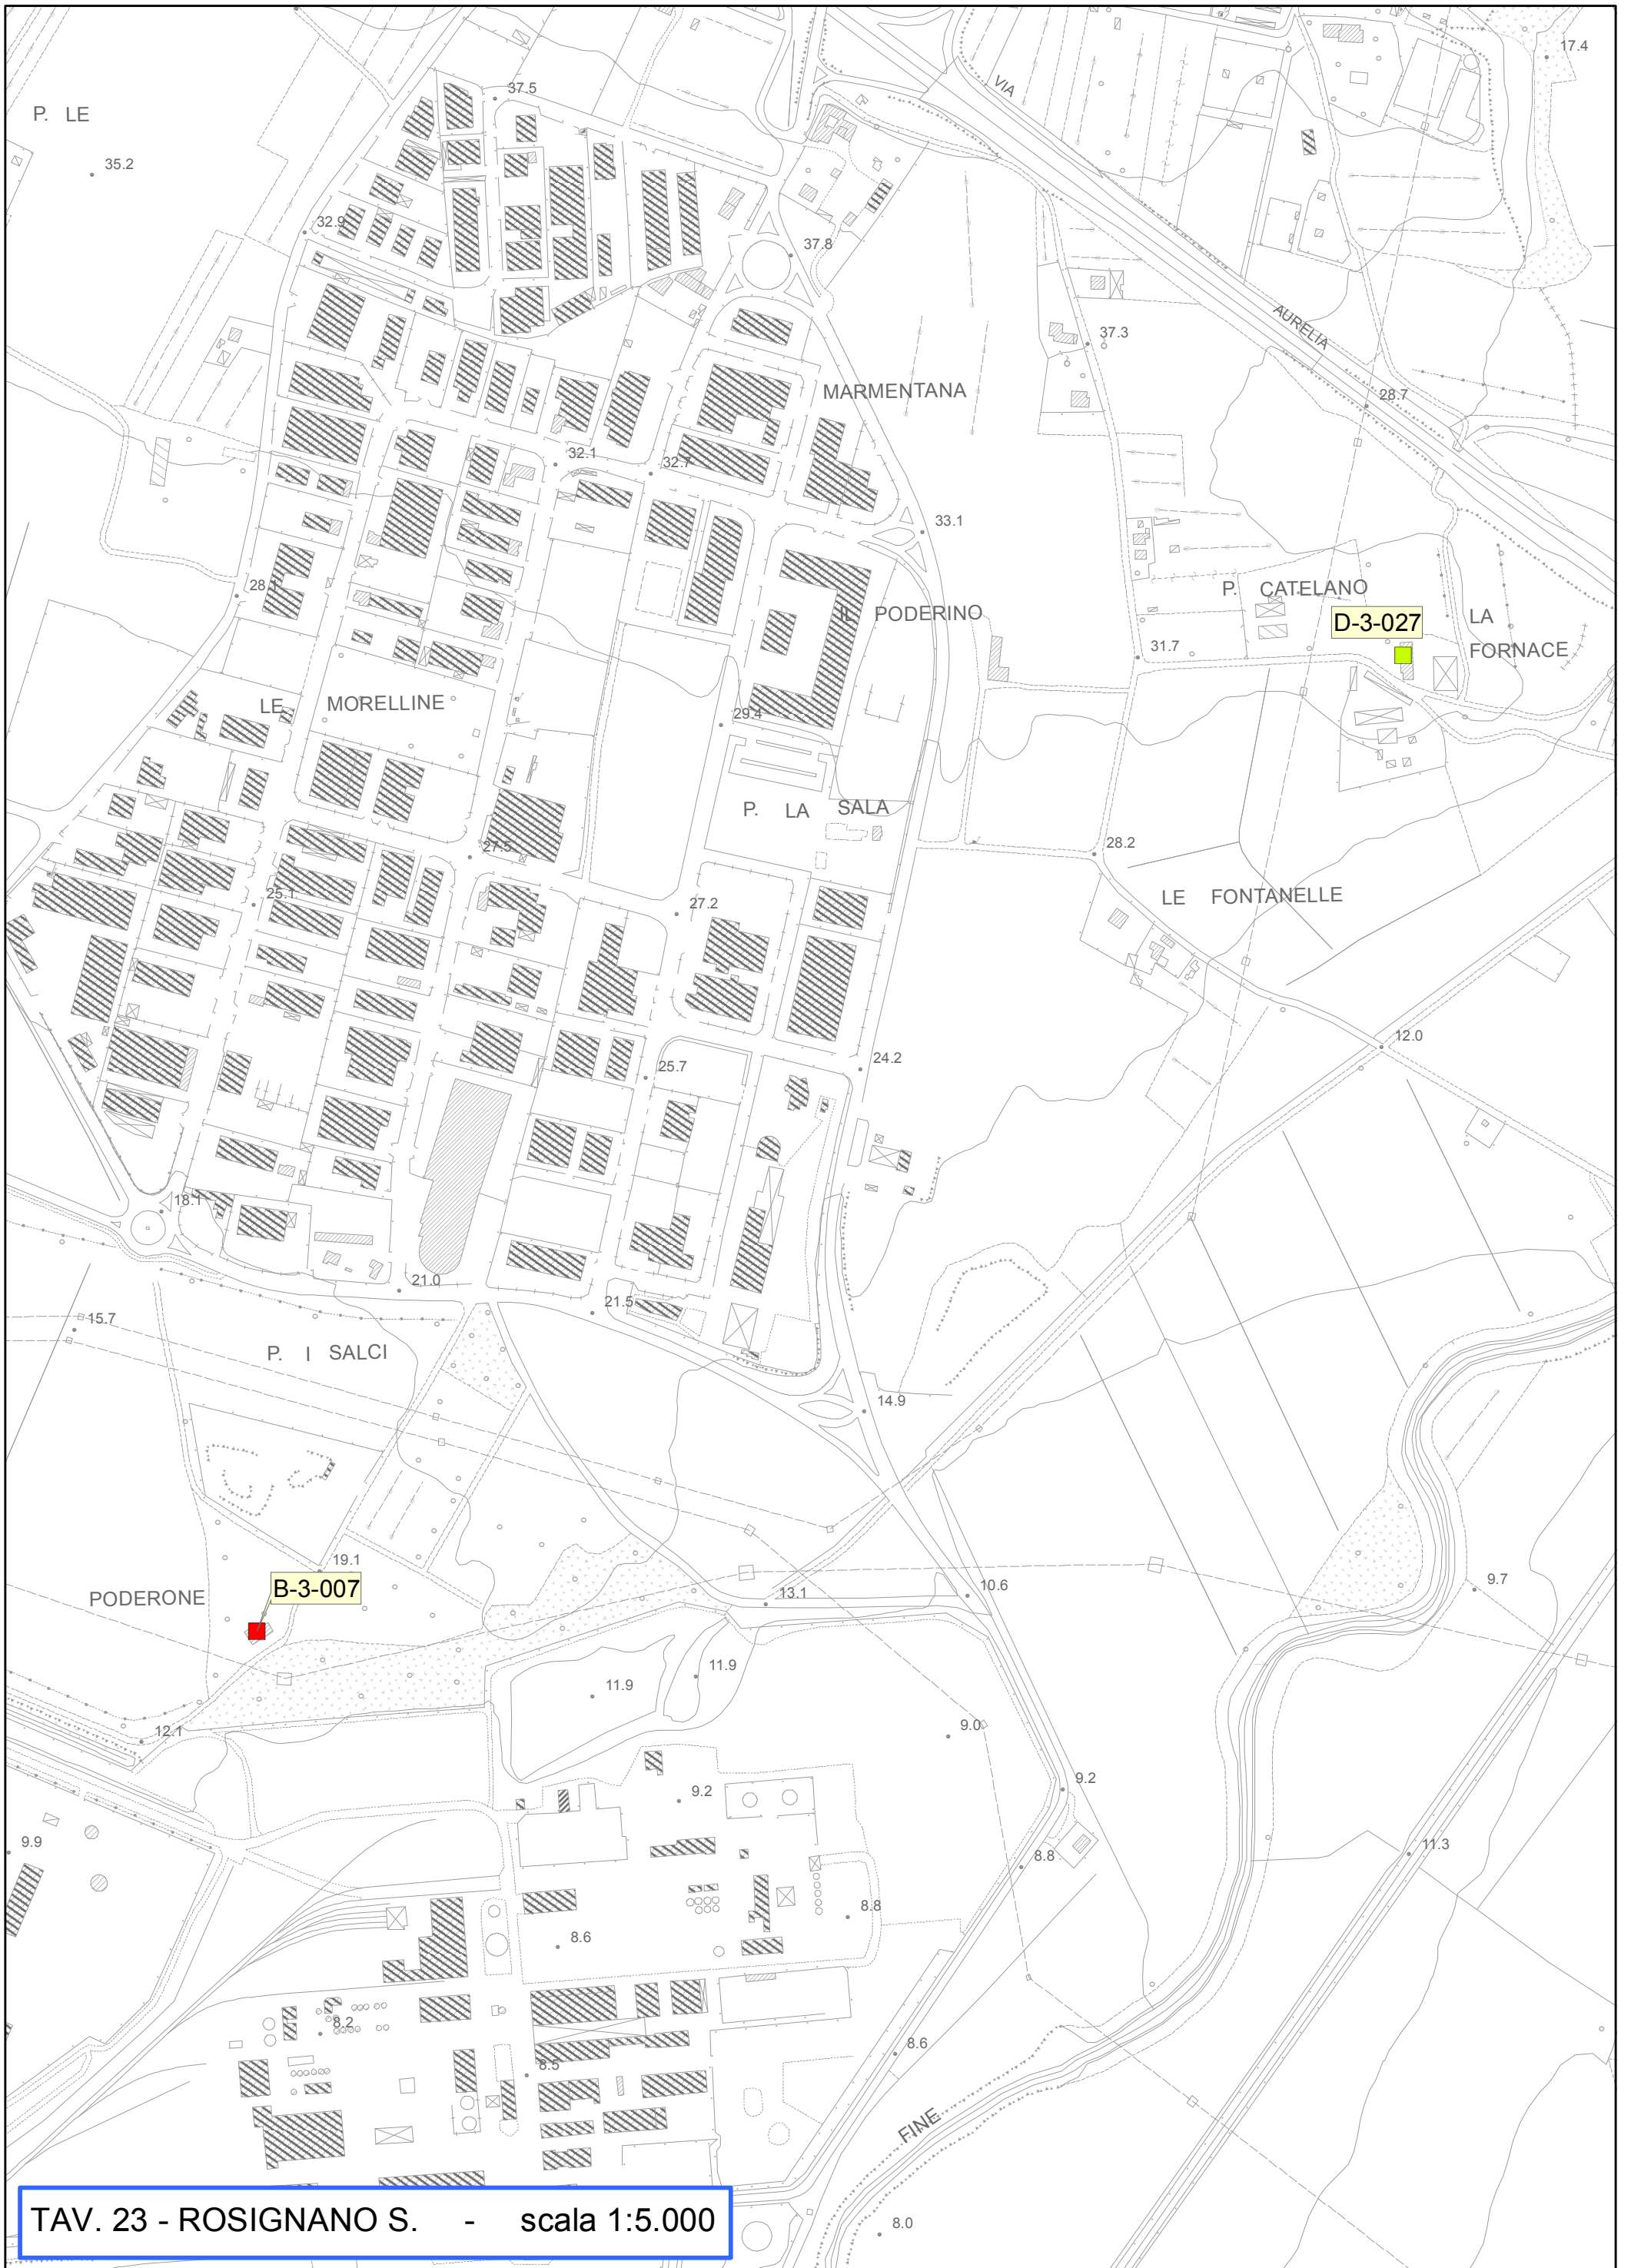 17.4
VIA
37.5
P. LE
35.2
32.9
37.8
AURELIA
37.3
MARMENTANA
28.7
32.1
32.7
33.1
28.1
P. CATELANO
IL PODERINO
D-3-027
LA
FORNACE
31.7
LE MORELLINE
29.4
P. LA SALA
28.2
27.5
25.1
LE FONTANELLE
27.2
12.0
24.2
25.7
18.1
21.0
21.5
15.7
P. I SALCI
14.9
19.1
B-3-007
PODERONE
13.1
10.6
9.7
11.9
11.9
12.1
9.0
9.2
9.2
9.9
11.3
8.8
8.8
8.6
8.2
8.6
8.5
FINE
TAV. 23 - ROSIGNANO S. - scala 1:5.000
8.0